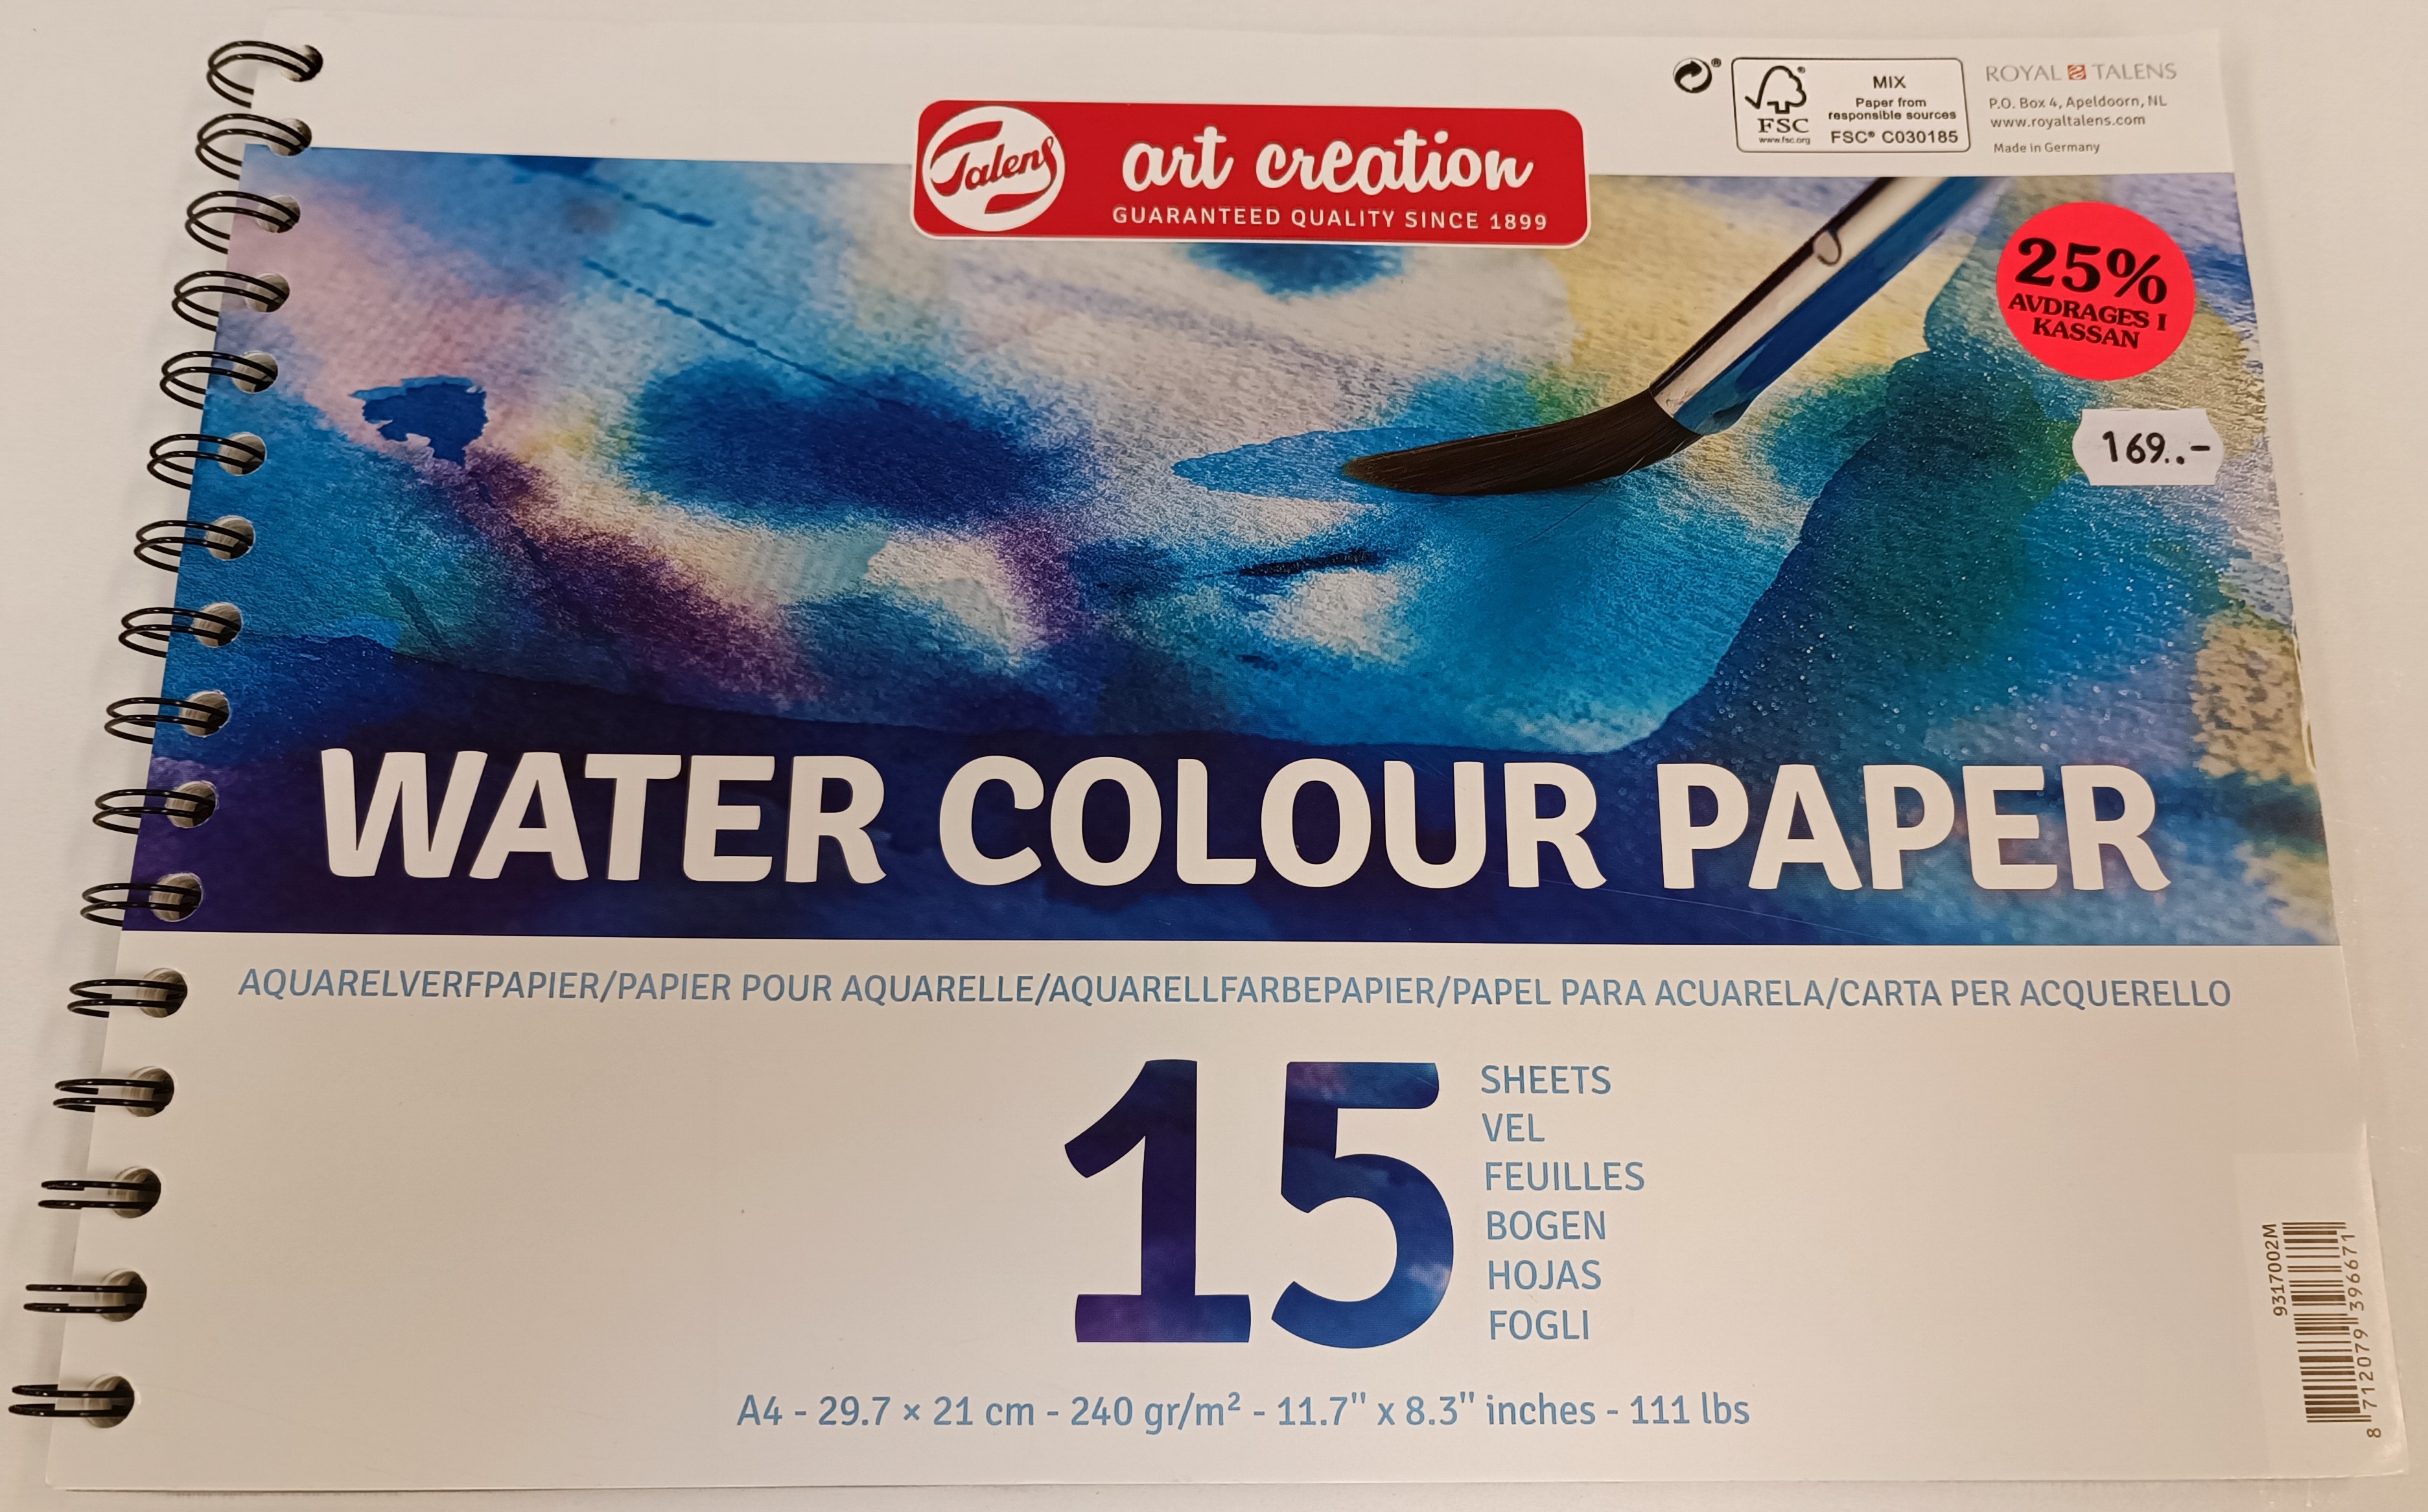 Talens
art creation
GUARANTEED QUALITY SINCE 1899
FSC®
www.fsc.org
MIX
Paper from
responsible sources
FSC® C030185
ROYAL TALENS
P.O. Box 4, Apeldoorn, NL
www.royaltalens.com
Made in Germany
25%
AVDRAGES I
KASSAN
169..-
WATER COLOUR PAPER
AQUARELVERFPAPIER/PAPIER POUR AQUARELLE/AQUARELLFARBEPAPIER/PAPEL PARA ACUARELA/CARTA PER ACQUERELLO
15
SHEETS
VEL
FEUILLES
BOGEN
HOJAS
FOGLI
A4 - 29.7 × 21 cm - 240 gr/m² - 11.7" x 8.3" inches - 111 lbs
9317002M
8 712079 396671